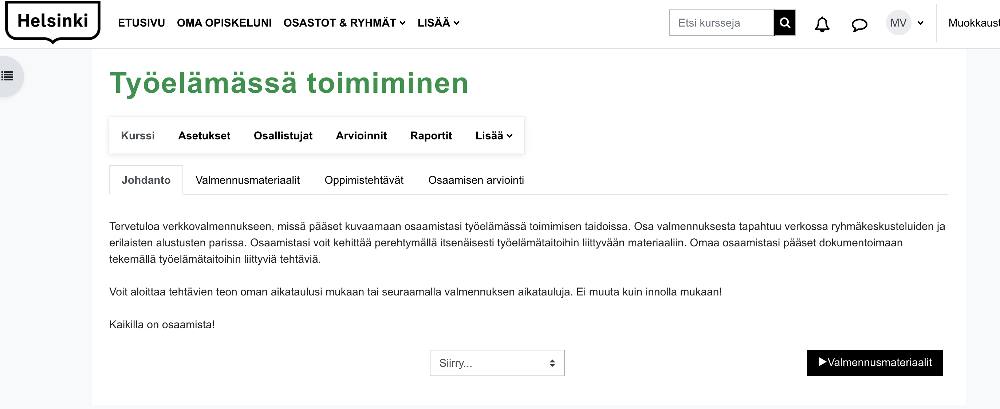 Helsinki
ETUSIVU OMA OPISKELUNI OSASTOT & RYHMÄT LISÄÄ Etsi kursseja MV Muokkaust
Työelämässä toimiminen
Kurssi Asetukset Osallistujat Arvioinnit Raportit Lisää
Johdanto Valmennusmateriaalit Oppimistehtävät Osaamisen arviointi
Tervetuloa verkkovalmennukseen, missä pääset kuvaamaan osaamistasi työelämässä toimimisen taidoissa. Osa valmennuksesta tapahtuu verkossa ryhmäkeskusteluiden ja
erilaisten alustusten parissa. Osaamistasi voit kehittää perehtymällä itsenäisesti työelämätaitoihin liittyvään materiaaliin. Omaa osaamistasi pääset dokumentoimaan
tekemällä työelämätaitoihin liittyviä tehtäviä.
Voit aloittaa tehtävien teon oman aikataulusi mukaan tai seuraamalla valmennuksen aikatauluja. Ei muuta kuin innolla mukaan!
Kaikilla on osaamista!
Siirry... Valmennusmateriaalit